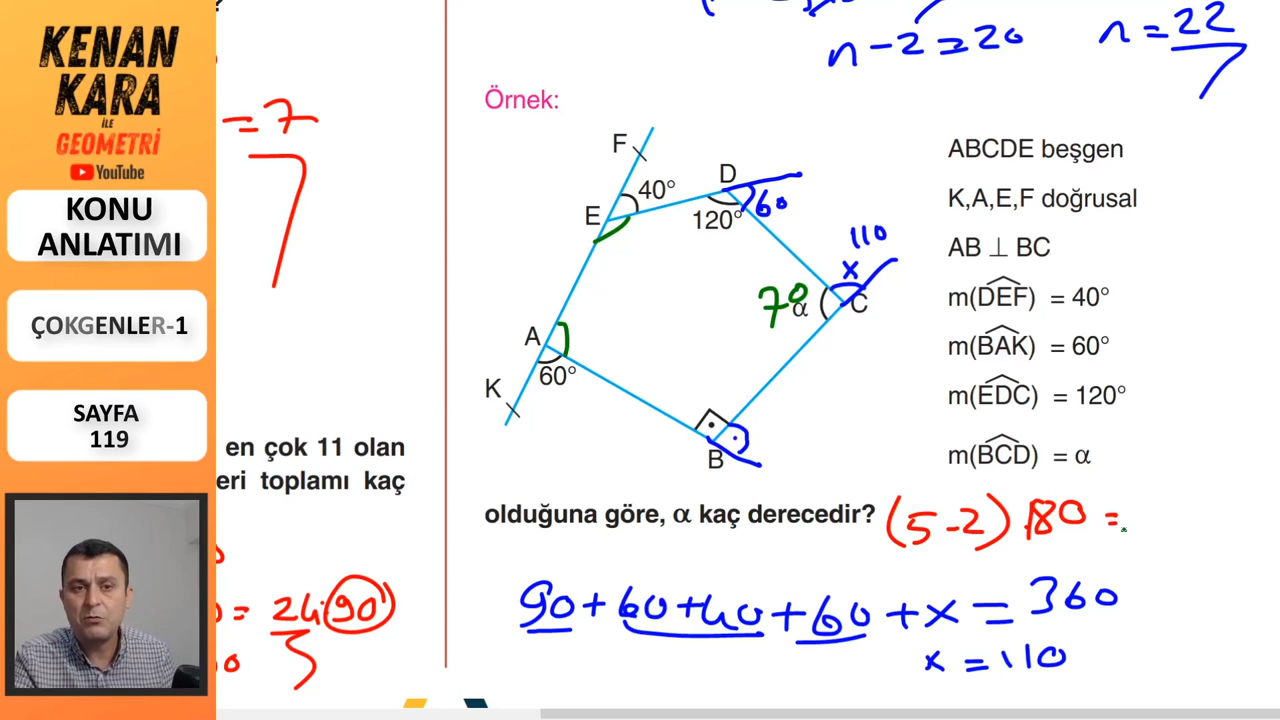 KENAN
KARA
İLE
GEOMETRİ
YouTube
KONU
ANLATIMI
ÇOKGENLER-1
SAYFA
119
?
= 7
en çok 11 olan
eri toplamı kaç
0 = 24.90
0
n - 2 = 20
n = 22
Örnek:
F
D
40°
E
120°
60
110
x
70
α
C
A
60°
K
B
ABCDE beşgen
K,A,E,F doğrusal
AB ⊥ BC
m(DEF) = 40°
m(BAK) = 60°
m(EDC) = 120°
m(BCD) = α
olduğuna göre, α kaç derecedir? (5-2) 180 =
90 + 60 + 40 + 60 + x = 360
x = 110